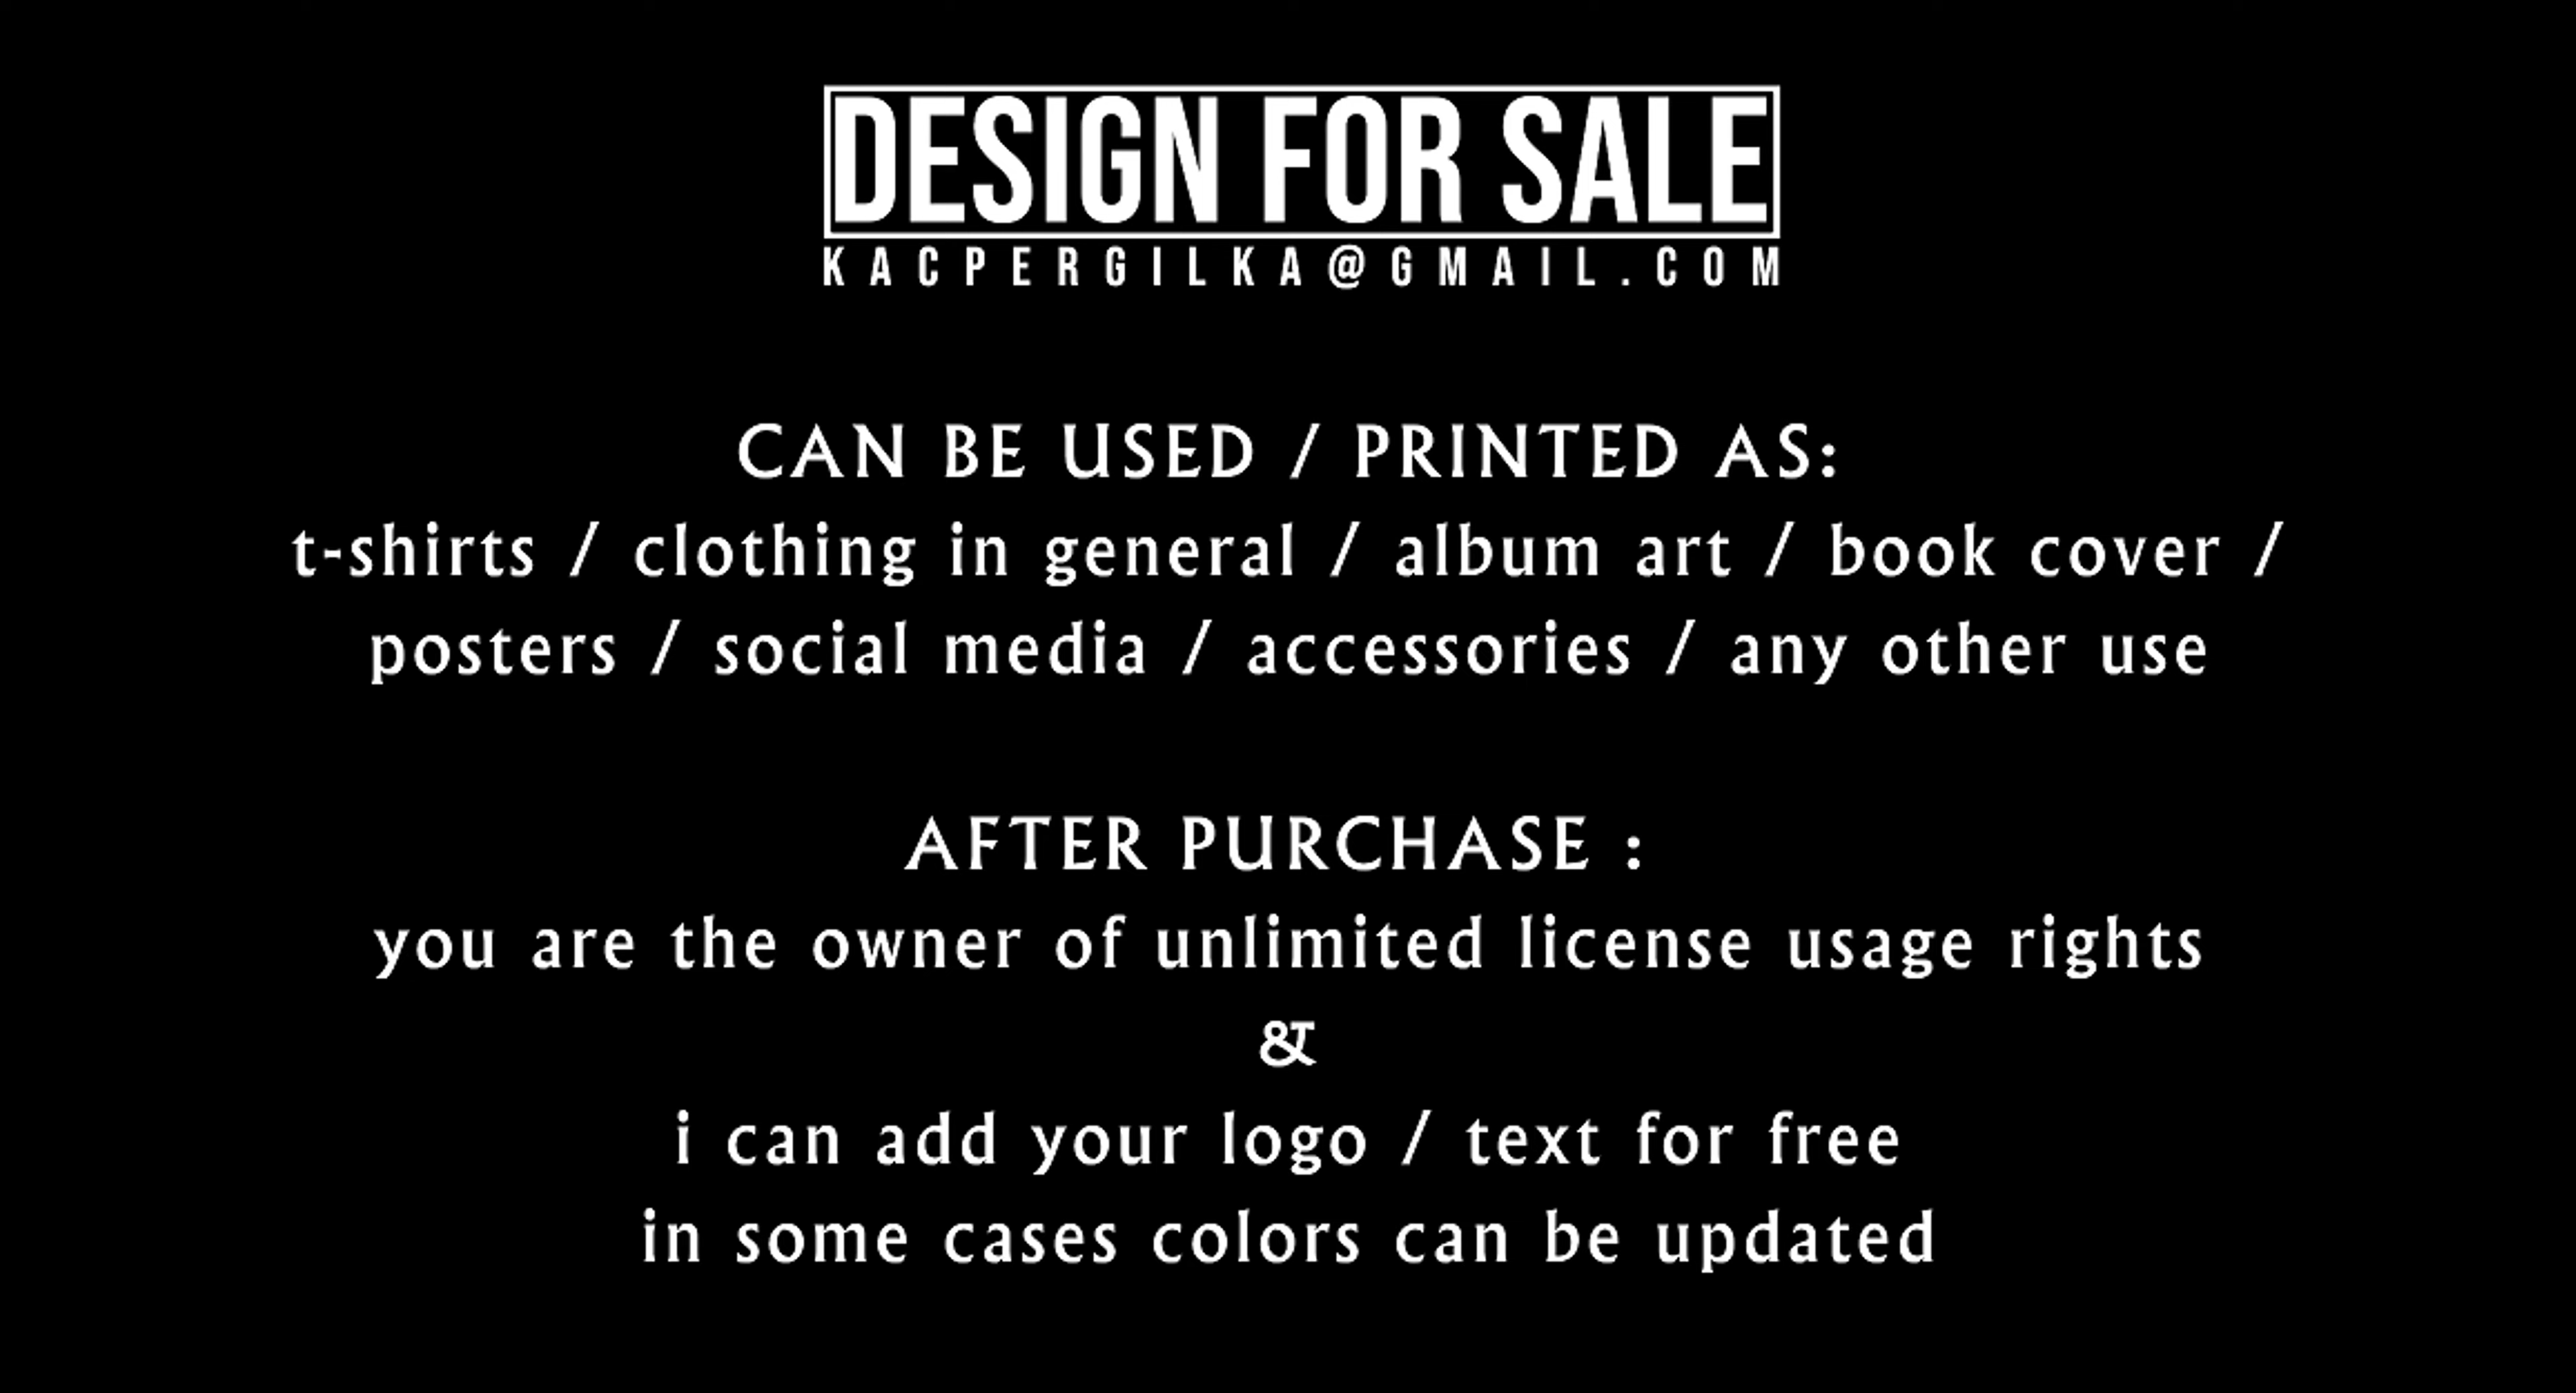 DESIGN FOR SALE
KACPERGILKA@GMAIL.COM
CAN BE USED / PRINTED AS:
t-shirts / clothing in general / album art / book cover /
posters / social media / accessories / any other use
AFTER PURCHASE :
you are the owner of unlimited license usage rights
&
i can add your logo / text for free
in some cases colors can be updated